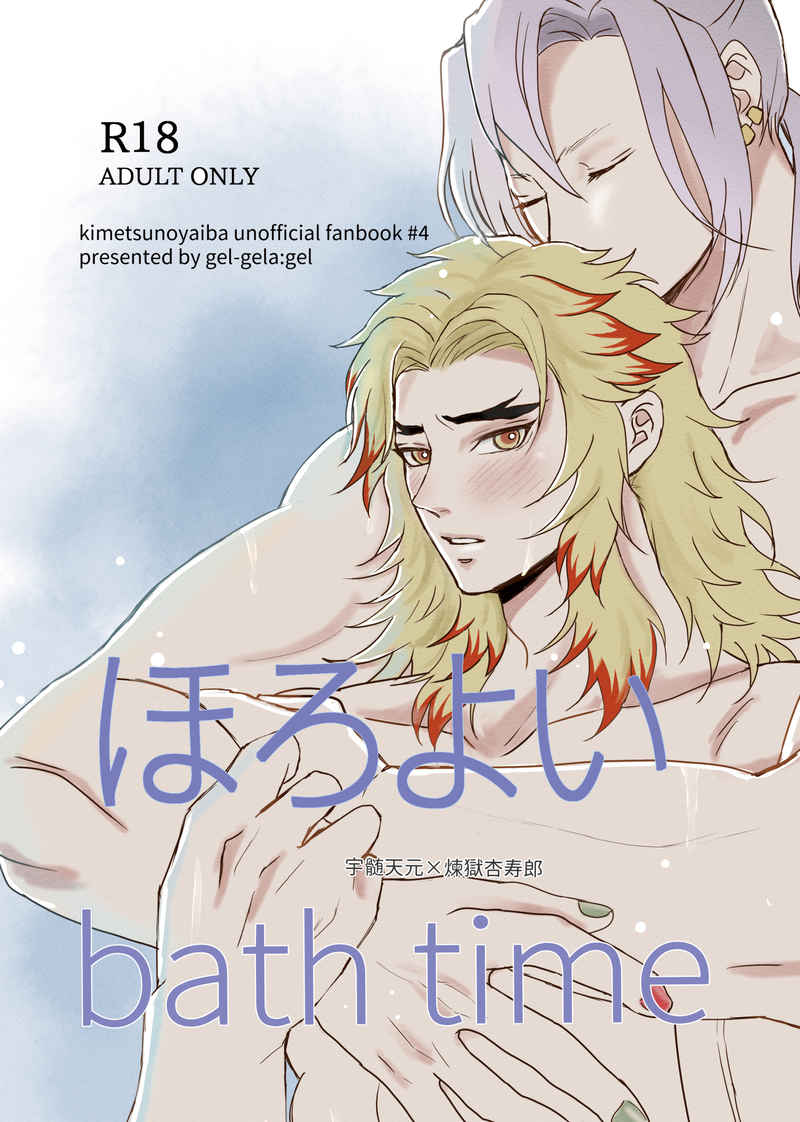 R18
ADULT ONLY
kimetsunoyaiba unofficial fanbook #4
presented by gel-gela:gel
ほろよい
宇髄天元×煉獄杏寿郎
bath time